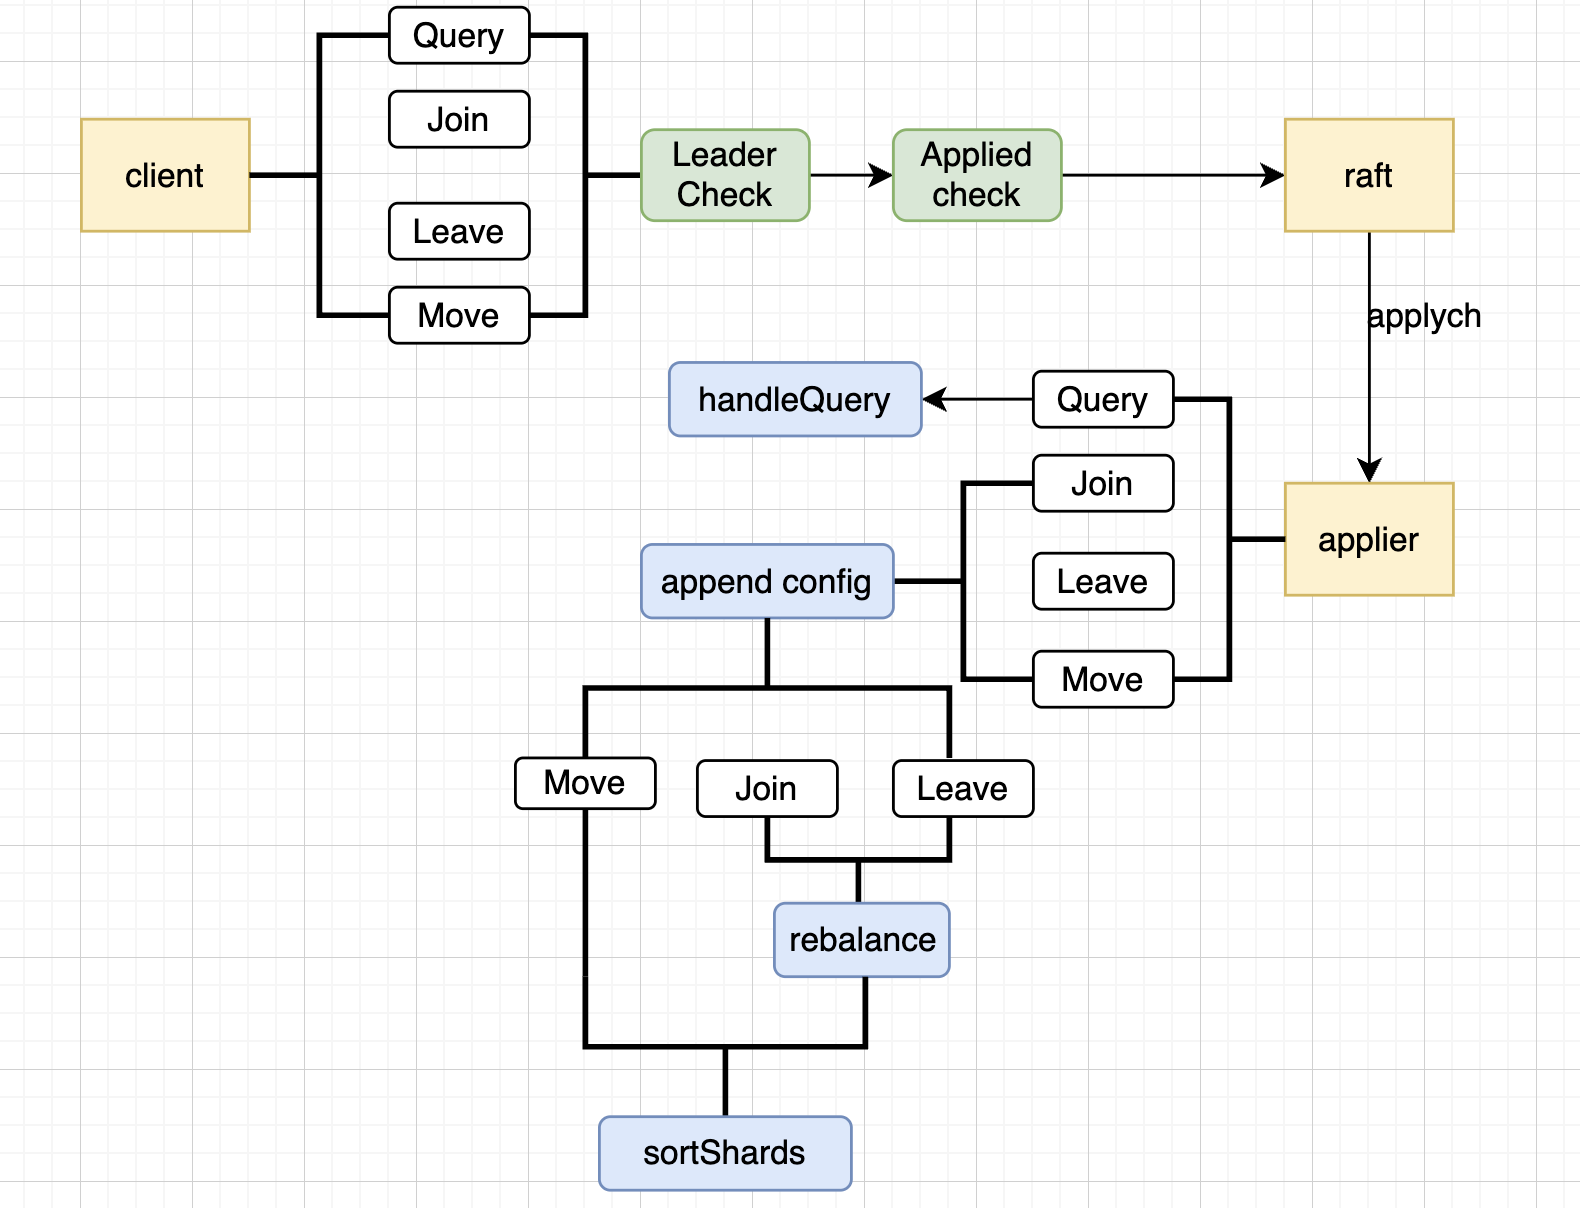 Query
Join
Leave
Move
client
Leader
Check
Applied
check
raft
applych
handleQuery
Query
Join
Leave
Move
applier
append config
Move
Join
Leave
rebalance
sortShards